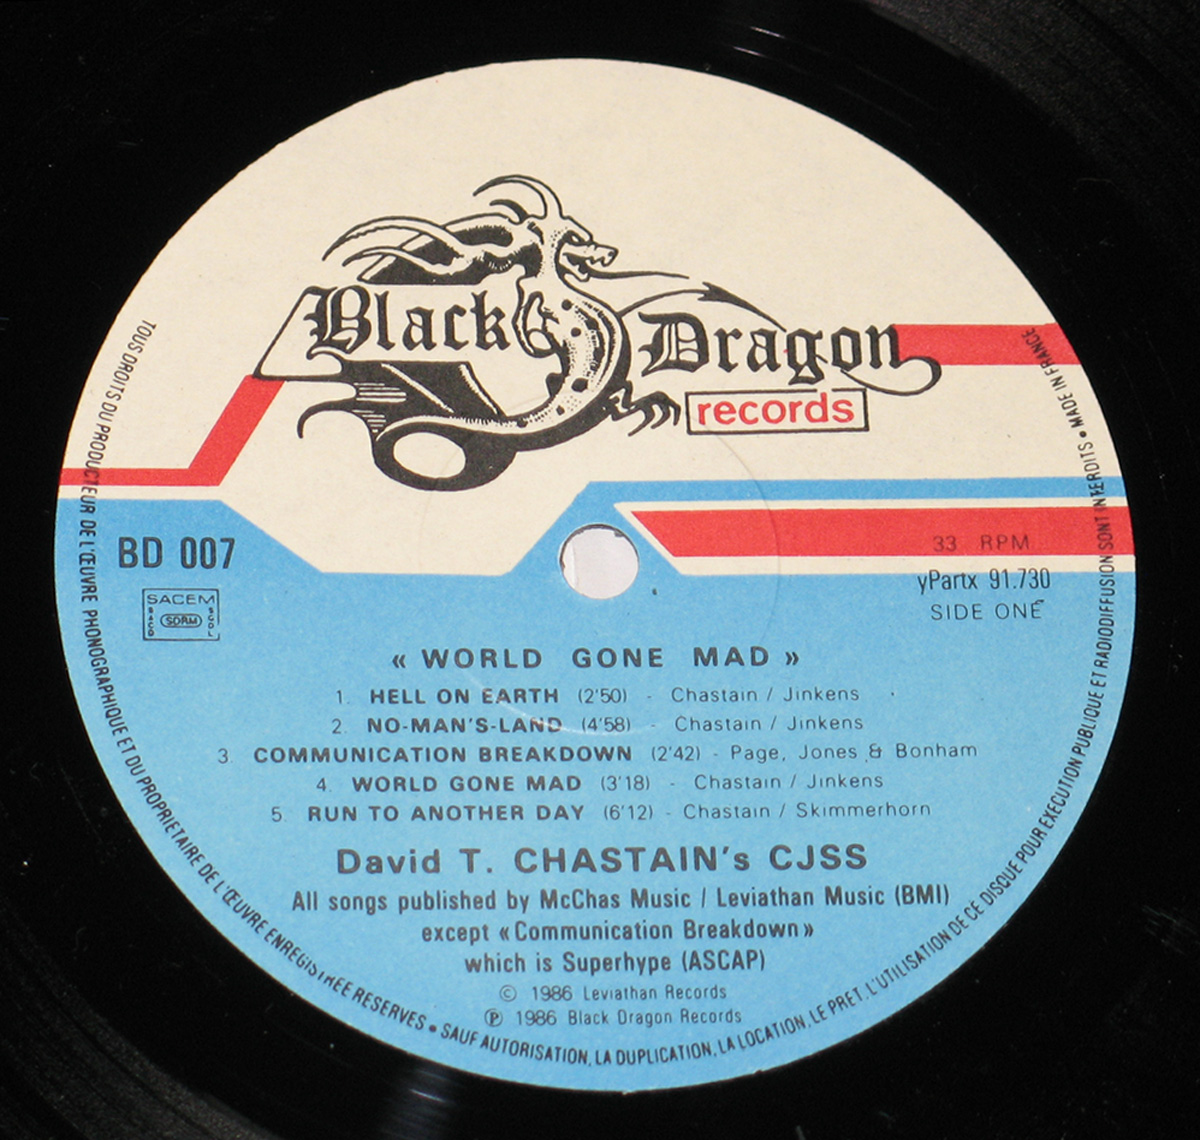 Black Dragon
records
BD 007
SACEM
SACD SDRM SGDL
33 RPM
yPartx 91.730
SIDE ONE
« WORLD GONE MAD »
1. HELL ON EARTH (2'50) - Chastain / Jinkens
2. NO-MAN'S-LAND (4'58) - Chastain / Jinkens
3. COMMUNICATION BREAKDOWN (2'42) - Page, Jones & Bonham
4. WORLD GONE MAD (3'18) - Chastain / Jinkens
5. RUN TO ANOTHER DAY (6'12) - Chastain / Skimmerhorn
David T. CHASTAIN's CJSS
All songs published by McChas Music / Leviathan Music (BMI)
except «Communication Breakdown»
which is Superhype (ASCAP)
© 1986 Leviathan Records
℗ 1986 Black Dragon Records
TOUS DROITS DU PRODUCTEUR DE L'ŒUVRE PHONOGRAPHIQUE ET DU PROPRIETAIRE DE L'ŒUVRE ENREGISTREE RESERVES • SAUF AUTORISATION, LA DUPLICATION, LA LOCATION, LE PRET, L'UTILISATION DE CE DISQUE POUR EXECUTION PUBLIQUE ET RADIODIFFUSION SONT INTERDITS • MADE IN FRANCE